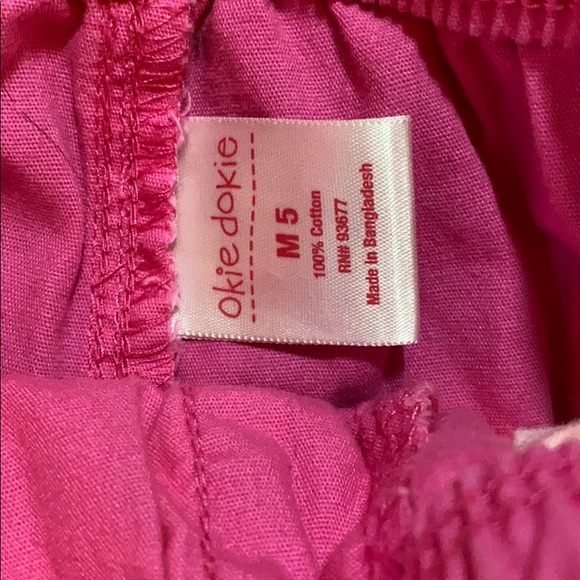 okie dokie
M 5
100% Cotton
RN# 93677
Made in Bangladesh